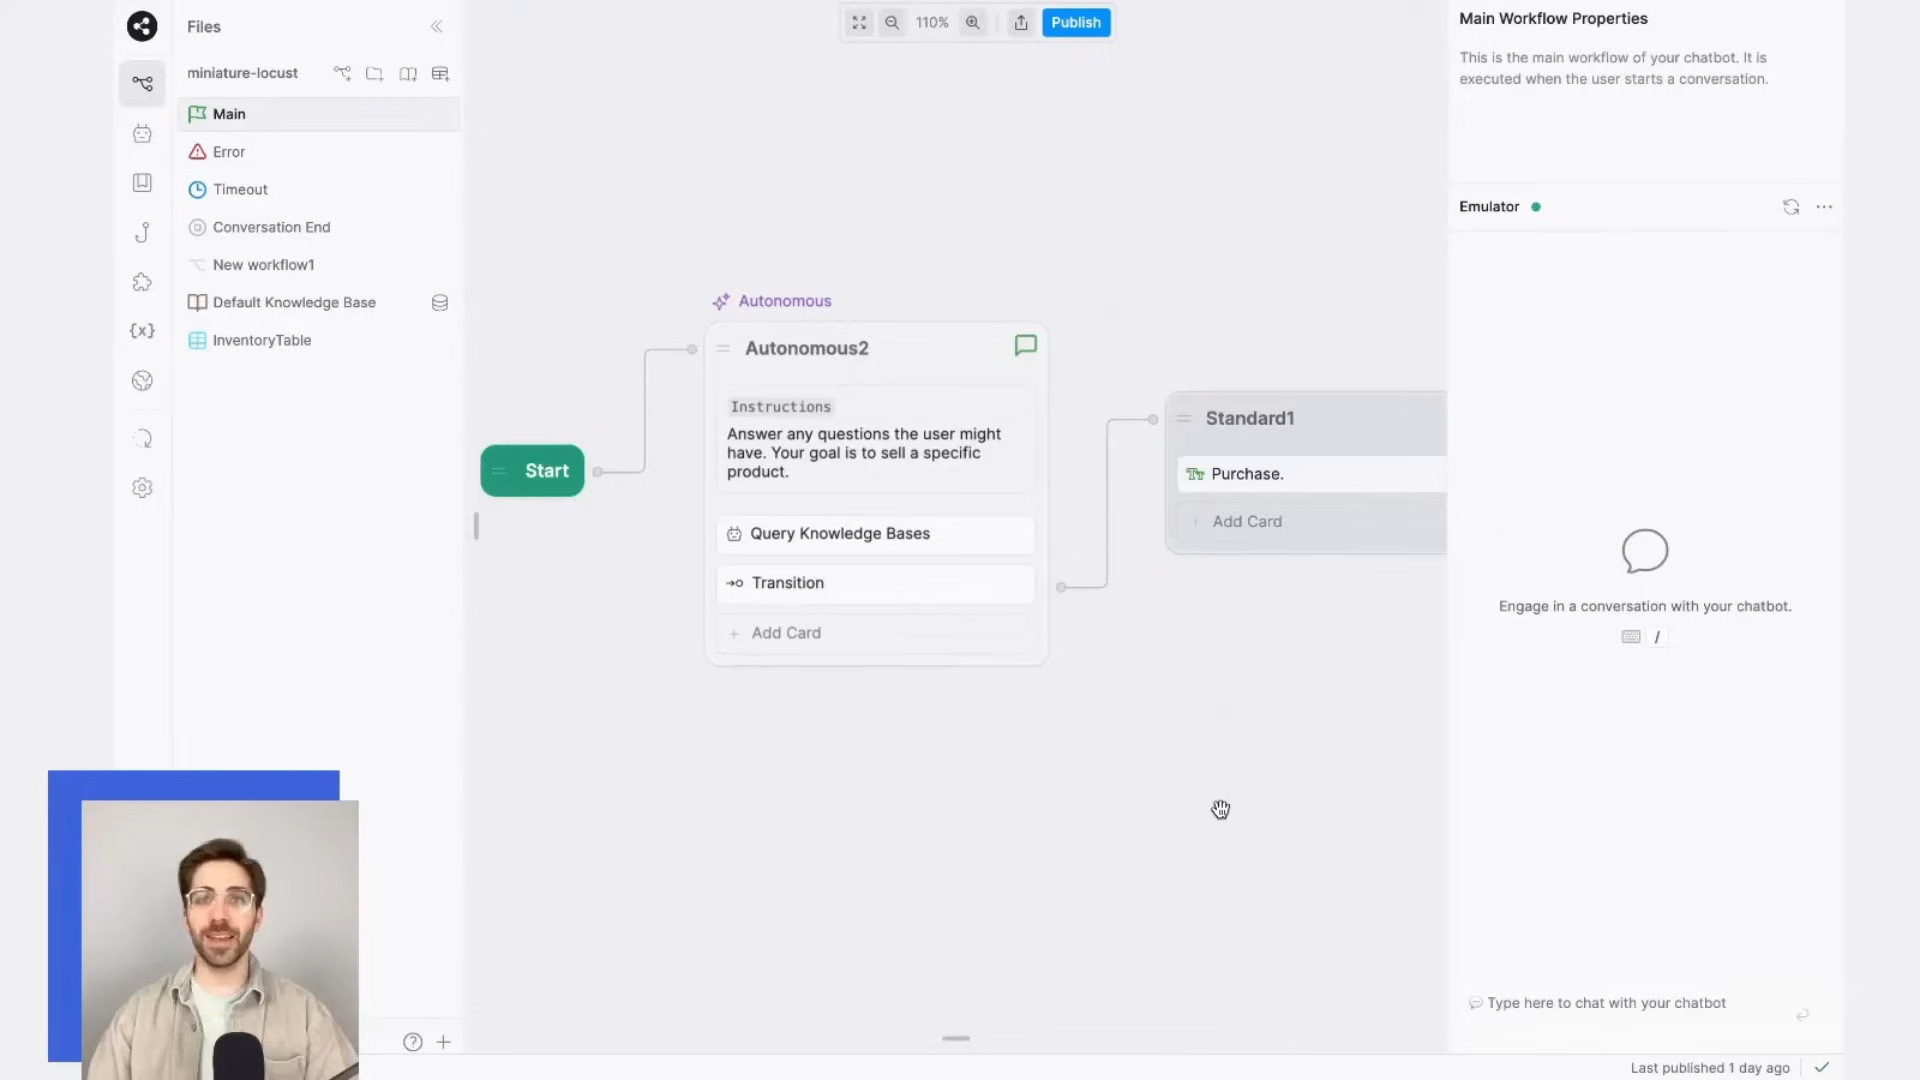 Files
miniature-locust
Main
Error
Timeout
Conversation End
New workflow1
Default Knowledge Base
InventoryTable
{x}
110%
Publish
Start
Autonomous
Autonomous2
Instructions
Answer any questions the user might
have. Your goal is to sell a specific
product.
Query Knowledge Bases
Transition
+ Add Card
Standard1
Purchase.
+ Add Card
Main Workflow Properties
This is the main workflow of your chatbot. It is
executed when the user starts a conversation.
Emulator
Engage in a conversation with your chatbot.
/
Type here to chat with your chatbot
Last published 1 day ago